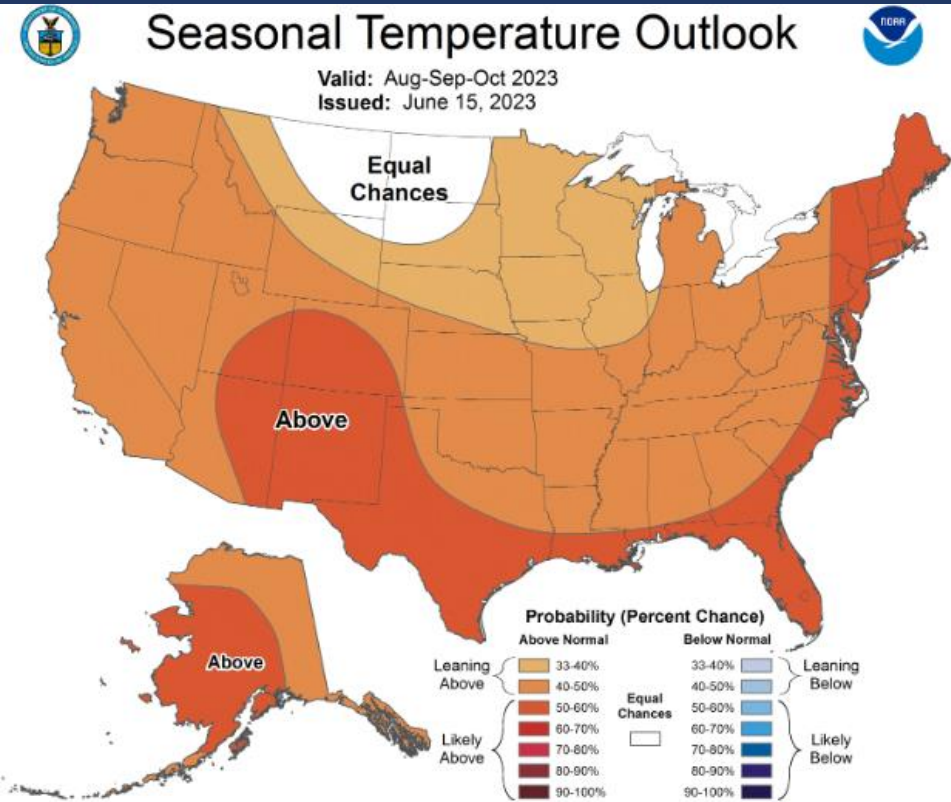 Seasonal Temperature Outlook
NOAA
Valid: Aug-Sep-Oct 2023
Issued: June 15, 2023
Equal
Chances
Above
Above
Probability (Percent Chance)
Above Normal
Below Normal
Leaning
Above
33-40%
40-50%
Likely
Above
50-60%
60-70%
70-80%
80-90%
90-100%
Equal
Chances
33-40%
40-50%
Leaning
Below
50-60%
60-70%
70-80%
80-90%
90-100%
Likely
Below